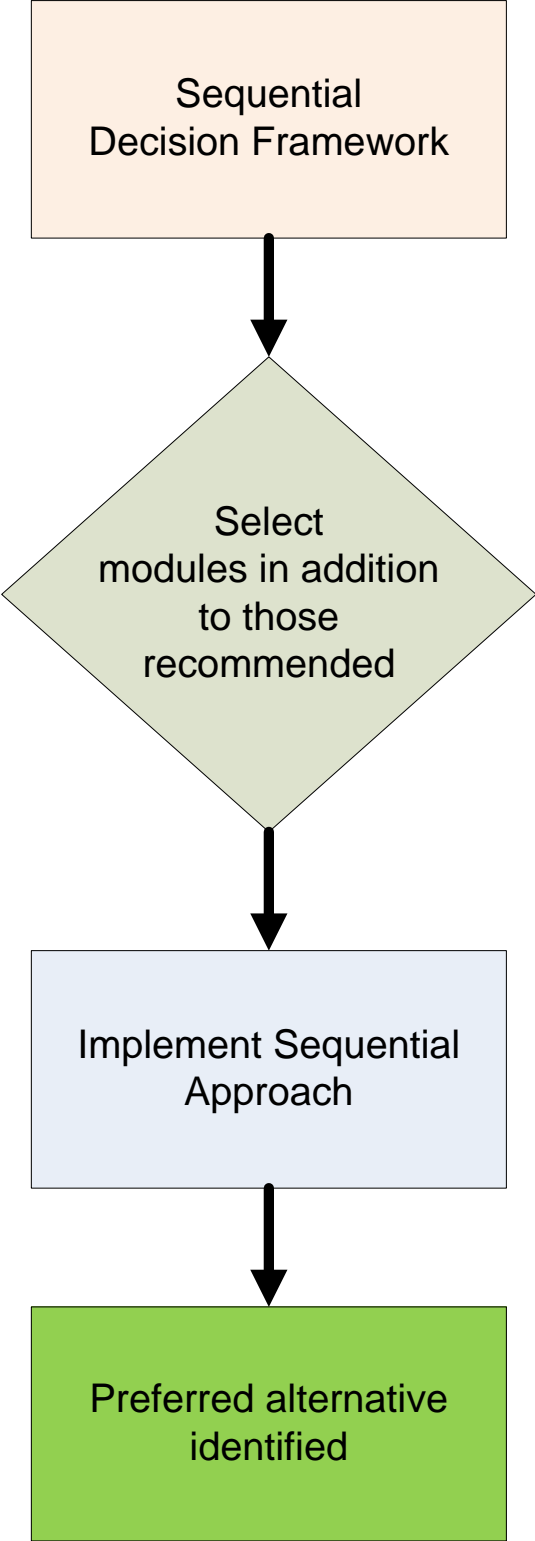 Sequential
Decision Framework
Select
modules in addition
to those
recommended
Implement Sequential
Approach
Preferred alternative
identified